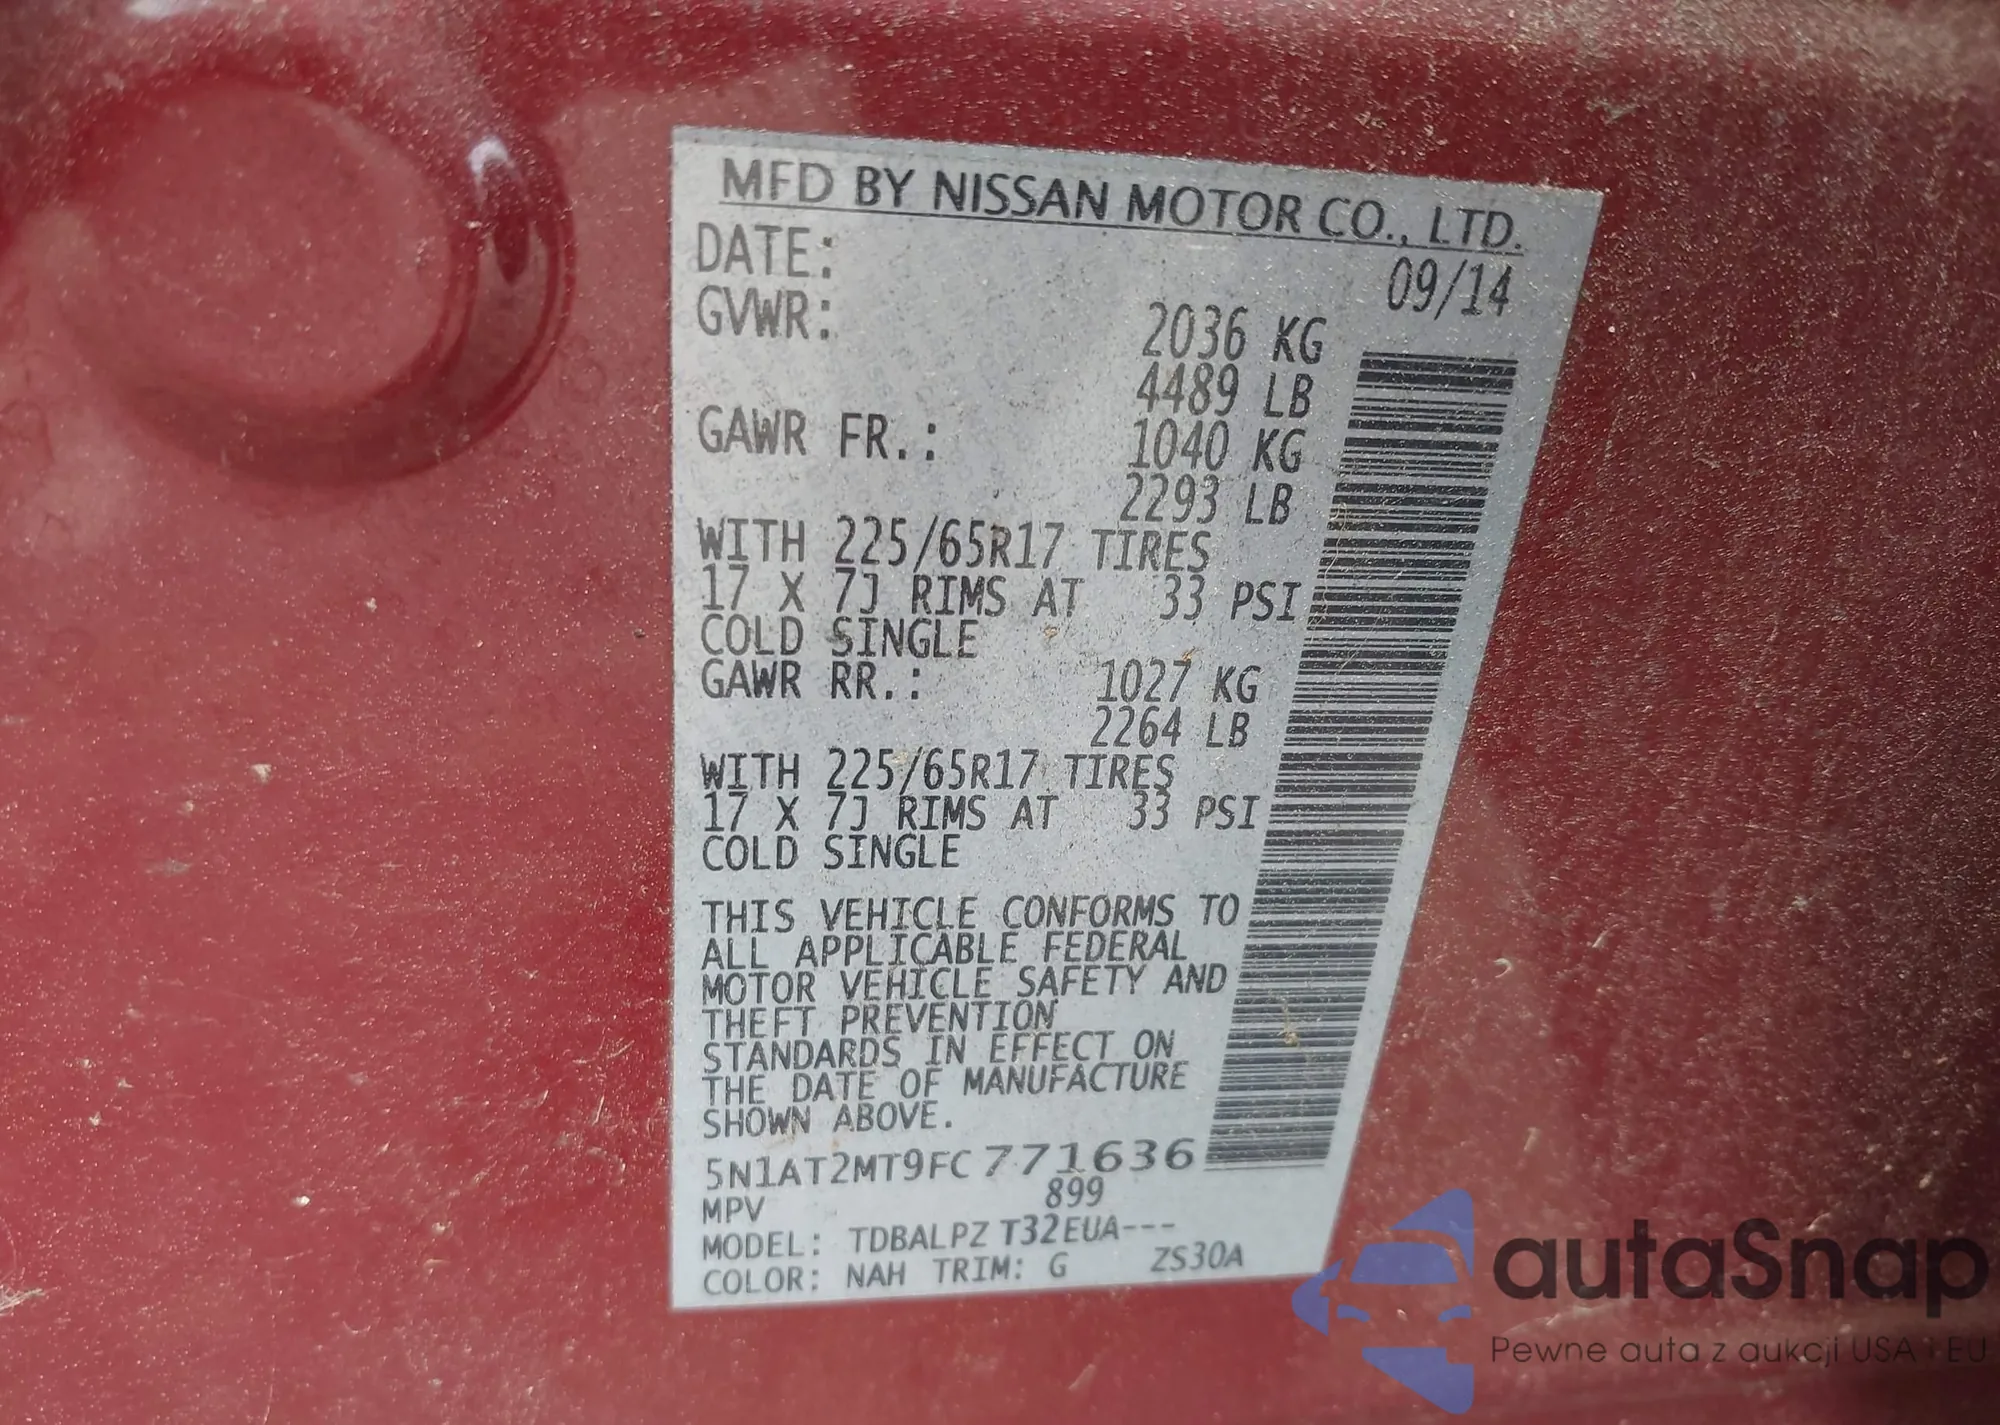 MFD BY NISSAN MOTOR CO., LTD.
DATE: 09/14
GVWR: 2036 KG
4489 LB
GAWR FR.: 1040 KG
2293 LB
WITH 225/65R17 TIRES
17 X 7J RIMS AT 33 PSI
COLD SINGLE
GAWR RR.: 1027 KG
2264 LB
WITH 225/65R17 TIRES
17 X 7J RIMS AT 33 PSI
COLD SINGLE
THIS VEHICLE CONFORMS TO
ALL APPLICABLE FEDERAL
MOTOR VEHICLE SAFETY AND
THEFT PREVENTION
STANDARDS IN EFFECT ON
THE DATE OF MANUFACTURE
SHOWN ABOVE.
5N1AT2MT9FC771636
MPV 899
MODEL: TDBALPZ T32EUA---
COLOR: NAH TRIM: G ZS30A
autaSnap
Pewne auta z aukcji USA i EU